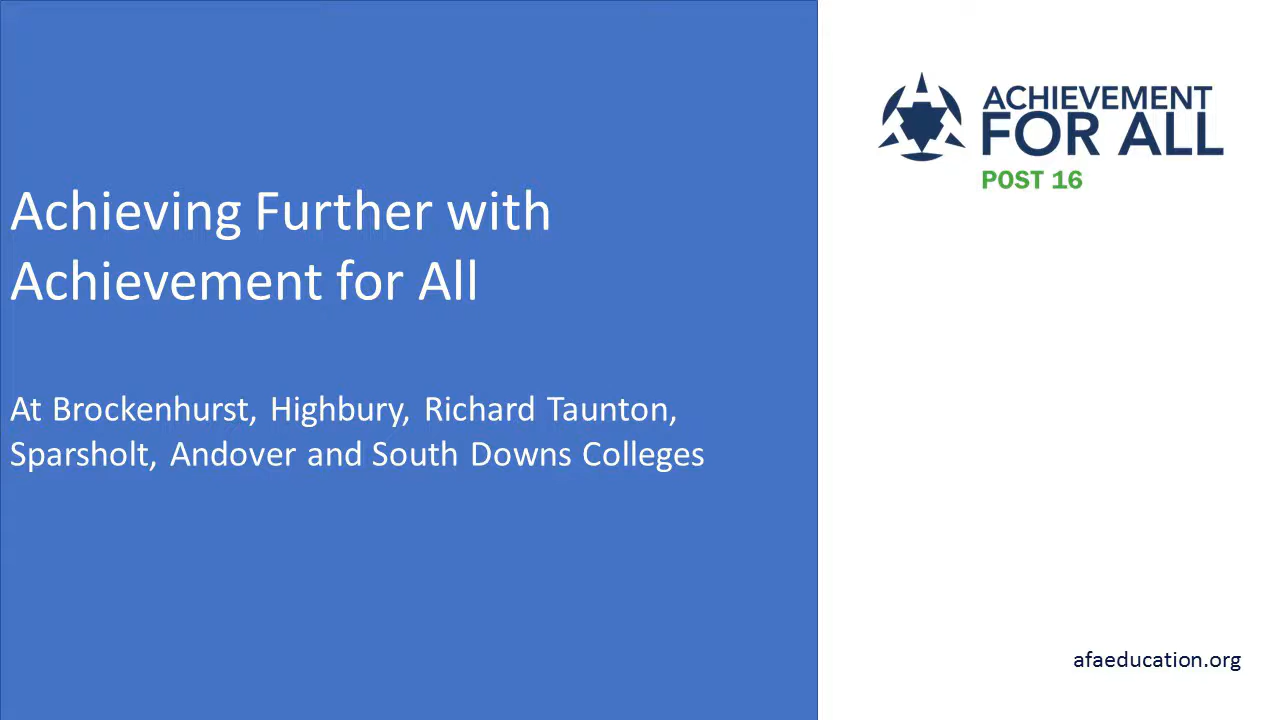 Achieving Further with
Achievement for All
At Brockenhurst, Highbury, Richard Taunton,
Sparsholt, Andover and South Downs Colleges
ACHIEVEMENT
FOR ALL
POST 16
afaeducation.org